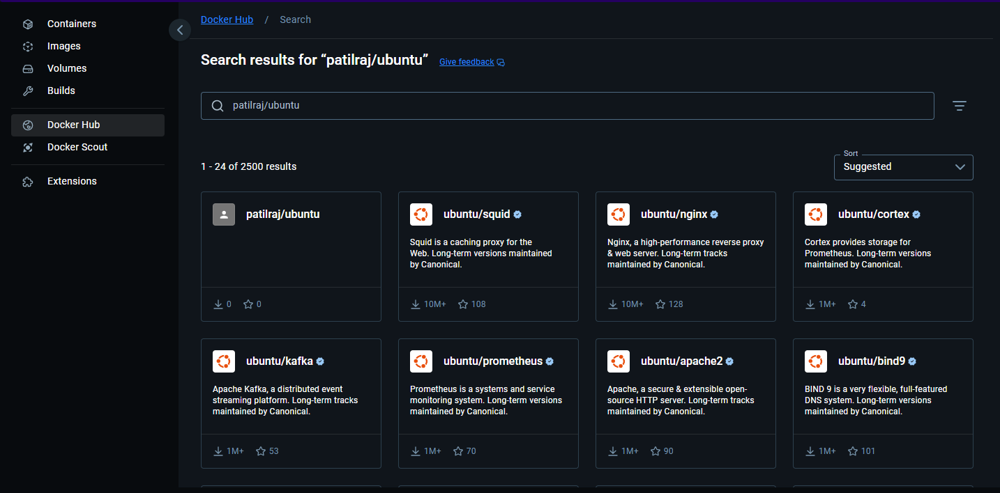 Containers
Images
Volumes
Builds
Docker Hub
Docker Scout
Extensions
Docker Hub / Search
Search results for “patilraj/ubuntu” Give feedback
patilraj/ubuntu
1 - 24 of 2500 results
Sort
Suggested
patilraj/ubuntu
0 0
ubuntu/squid
Squid is a caching proxy for the
Web. Long-term versions maintained
by Canonical.
10M+ 108
ubuntu/nginx
Nginx, a high-performance reverse proxy
& web server. Long-term tracks
maintained by Canonical.
10M+ 128
ubuntu/cortex
Cortex provides storage for
Prometheus. Long-term versions
maintained by Canonical.
1M+ 4
ubuntu/kafka
Apache Kafka, a distributed event
streaming platform. Long-term tracks
maintained by Canonical.
1M+ 53
ubuntu/prometheus
Prometheus is a systems and service
monitoring system. Long-term versions
maintained by Canonical.
1M+ 70
ubuntu/apache2
Apache, a secure & extensible open-
source HTTP server. Long-term tracks
maintained by Canonical.
1M+ 90
ubuntu/bind9
BIND 9 is a very flexible, full-featured
DNS system. Long-term versions
maintained by Canonical.
1M+ 101